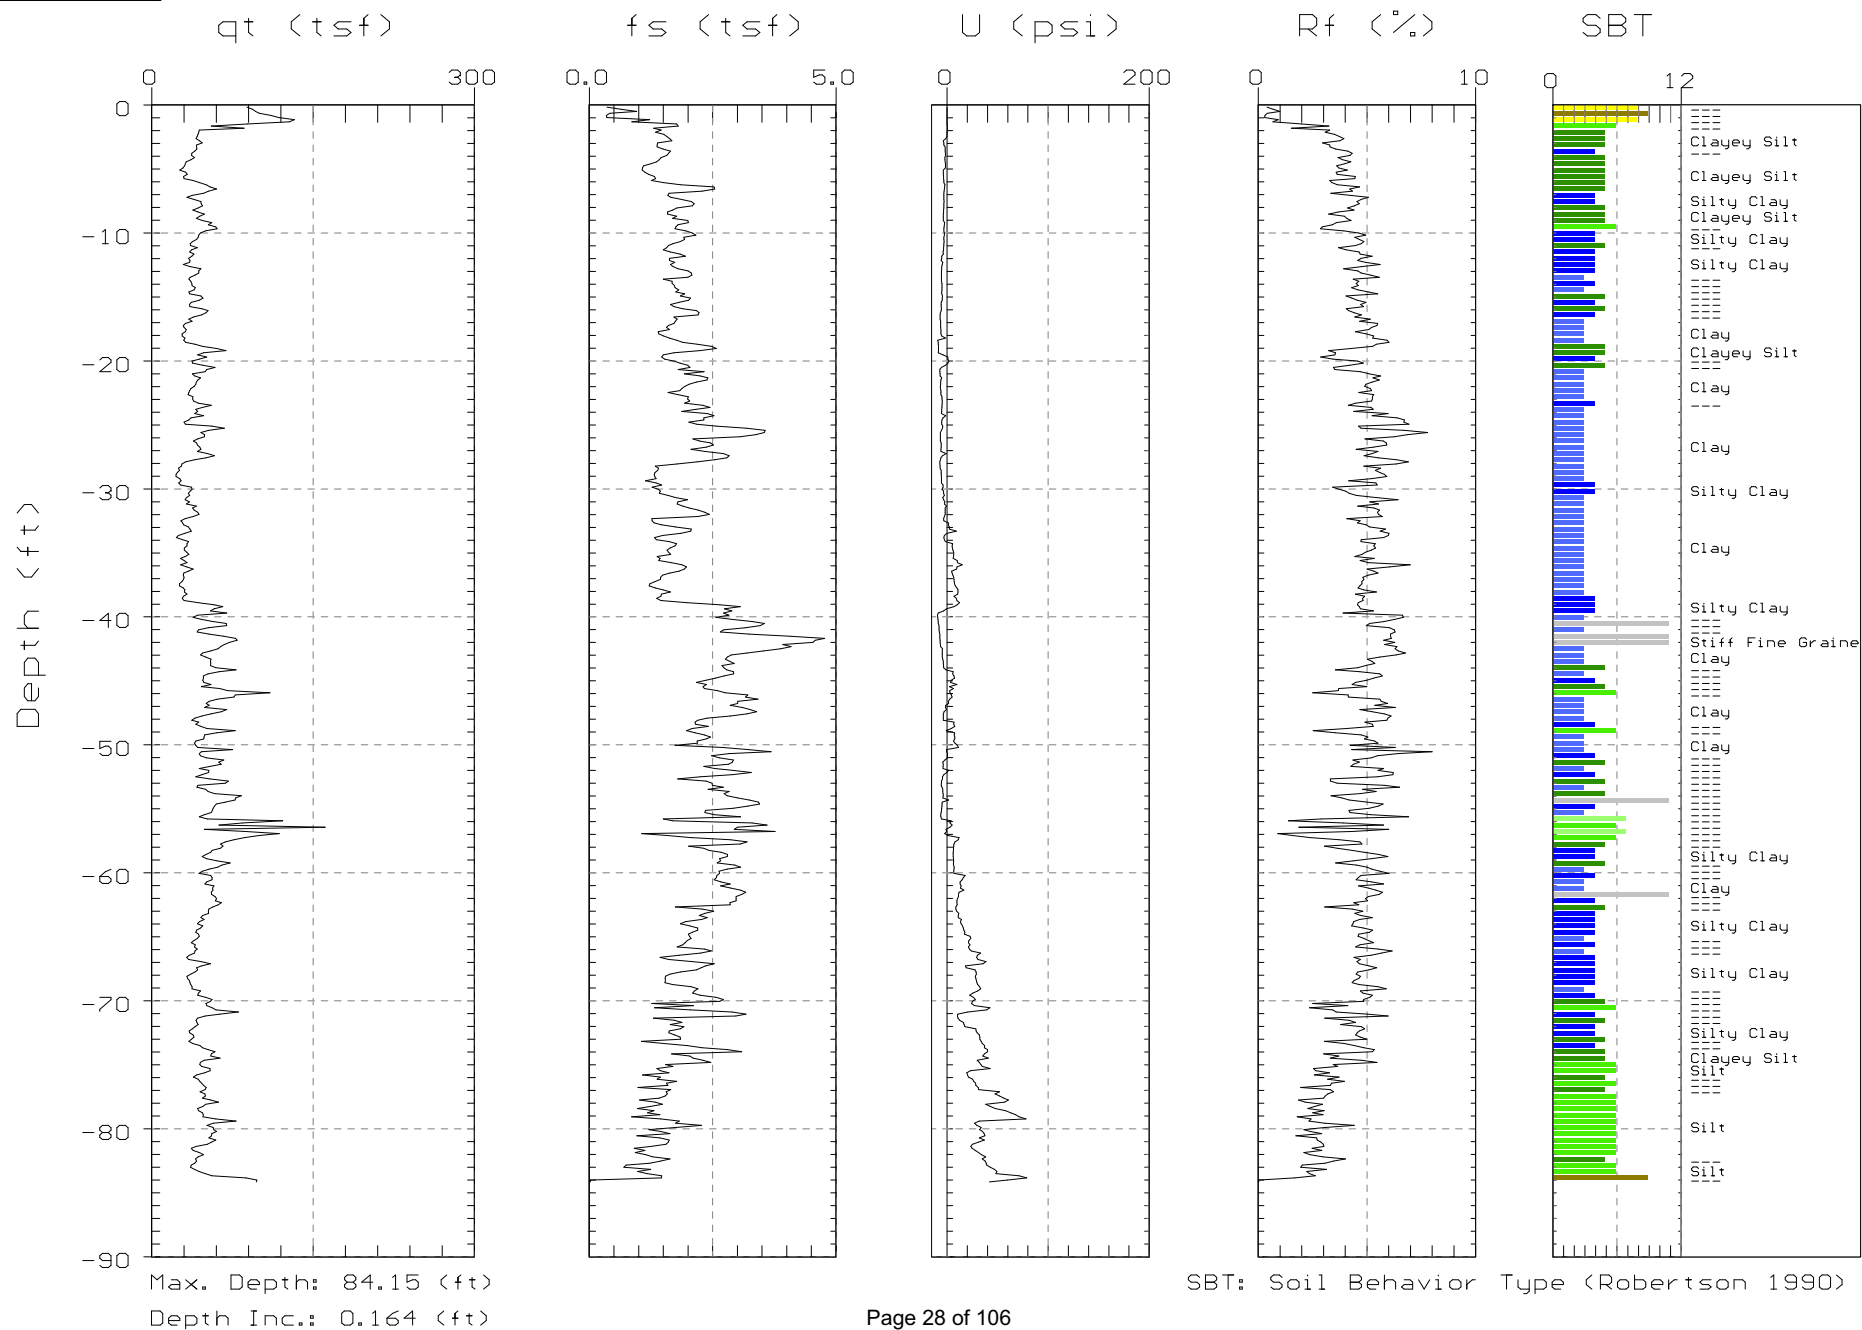 qt (tsf) fs (tsf) U (psi) Rf (%) SBT
0 300 0.0 5.0 0 200 0 10 0 12
0
Clayey Silt
Clayey Silt
Silty Clay
Clayey Silt
-10
Silty Clay
Silty Clay
Clay
Clayey Silt
-20
Clay
Clay
-30
Silty Clay
Clay
Silty Clay
-40
Stiff Fine Graine
Clay
Clay
-50
Clay
Silty Clay
-60
Clay
Silty Clay
Silty Clay
-70
Silty Clay
Clayey Silt
Silt
-80
Silt
Silt
-90
Depth (ft)
Max. Depth: 84.15 (ft)
SBT: Soil Behavior Type (Robertson 1990)
Depth Inc.: 0.164 (ft)
Page 28 of 106